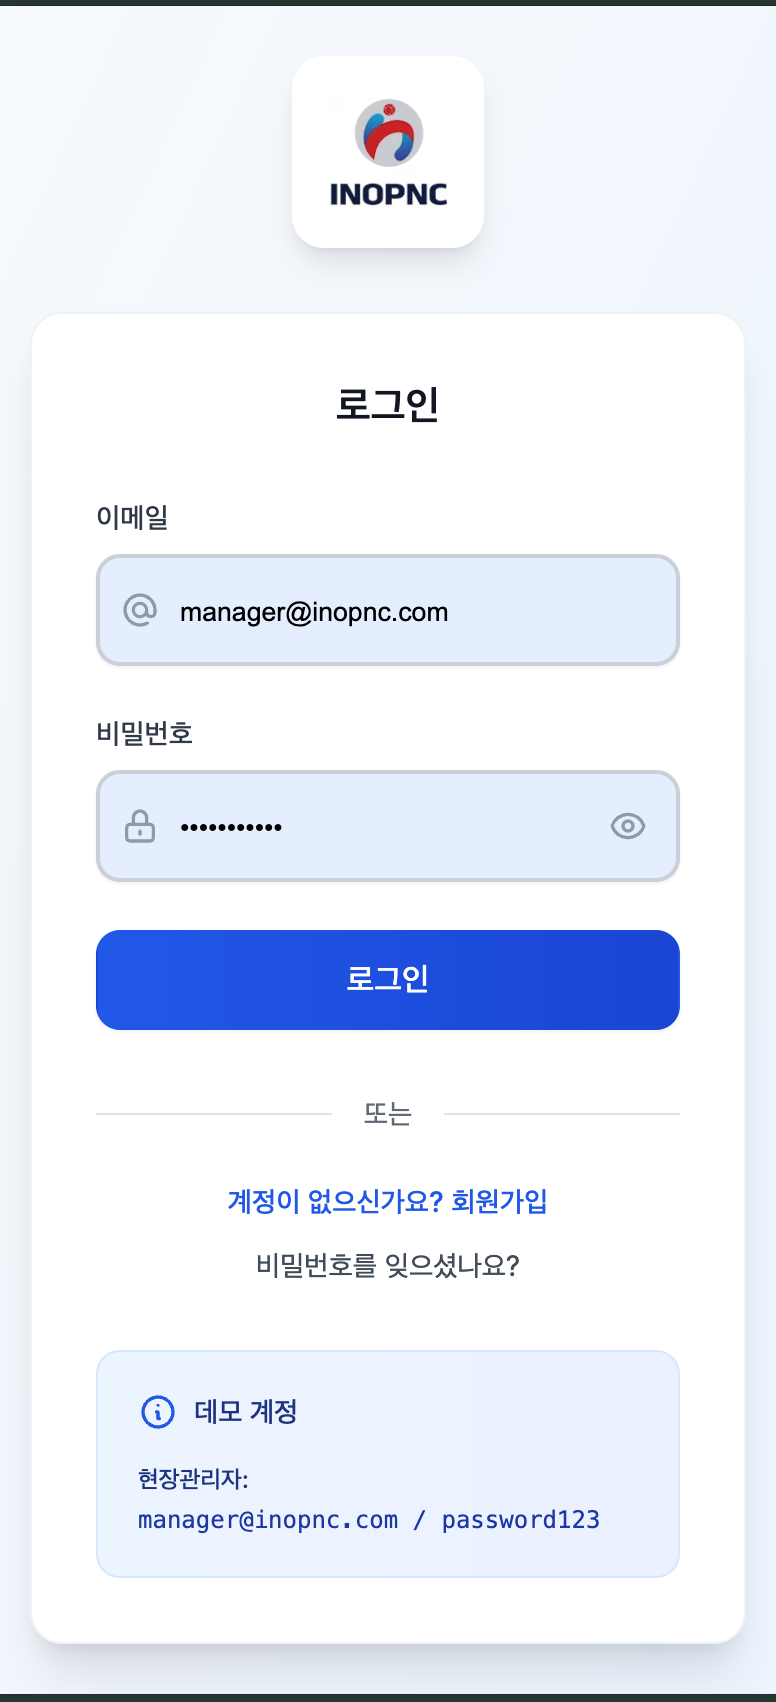 INOPNC
로그인
이메일
manager@inopnc.com
비밀번호
•••••••••••
로그인
또는
계정이 없으신가요? 회원가입
비밀번호를 잊으셨나요?
데모 계정
현장관리자:
manager@inopnc.com / password123